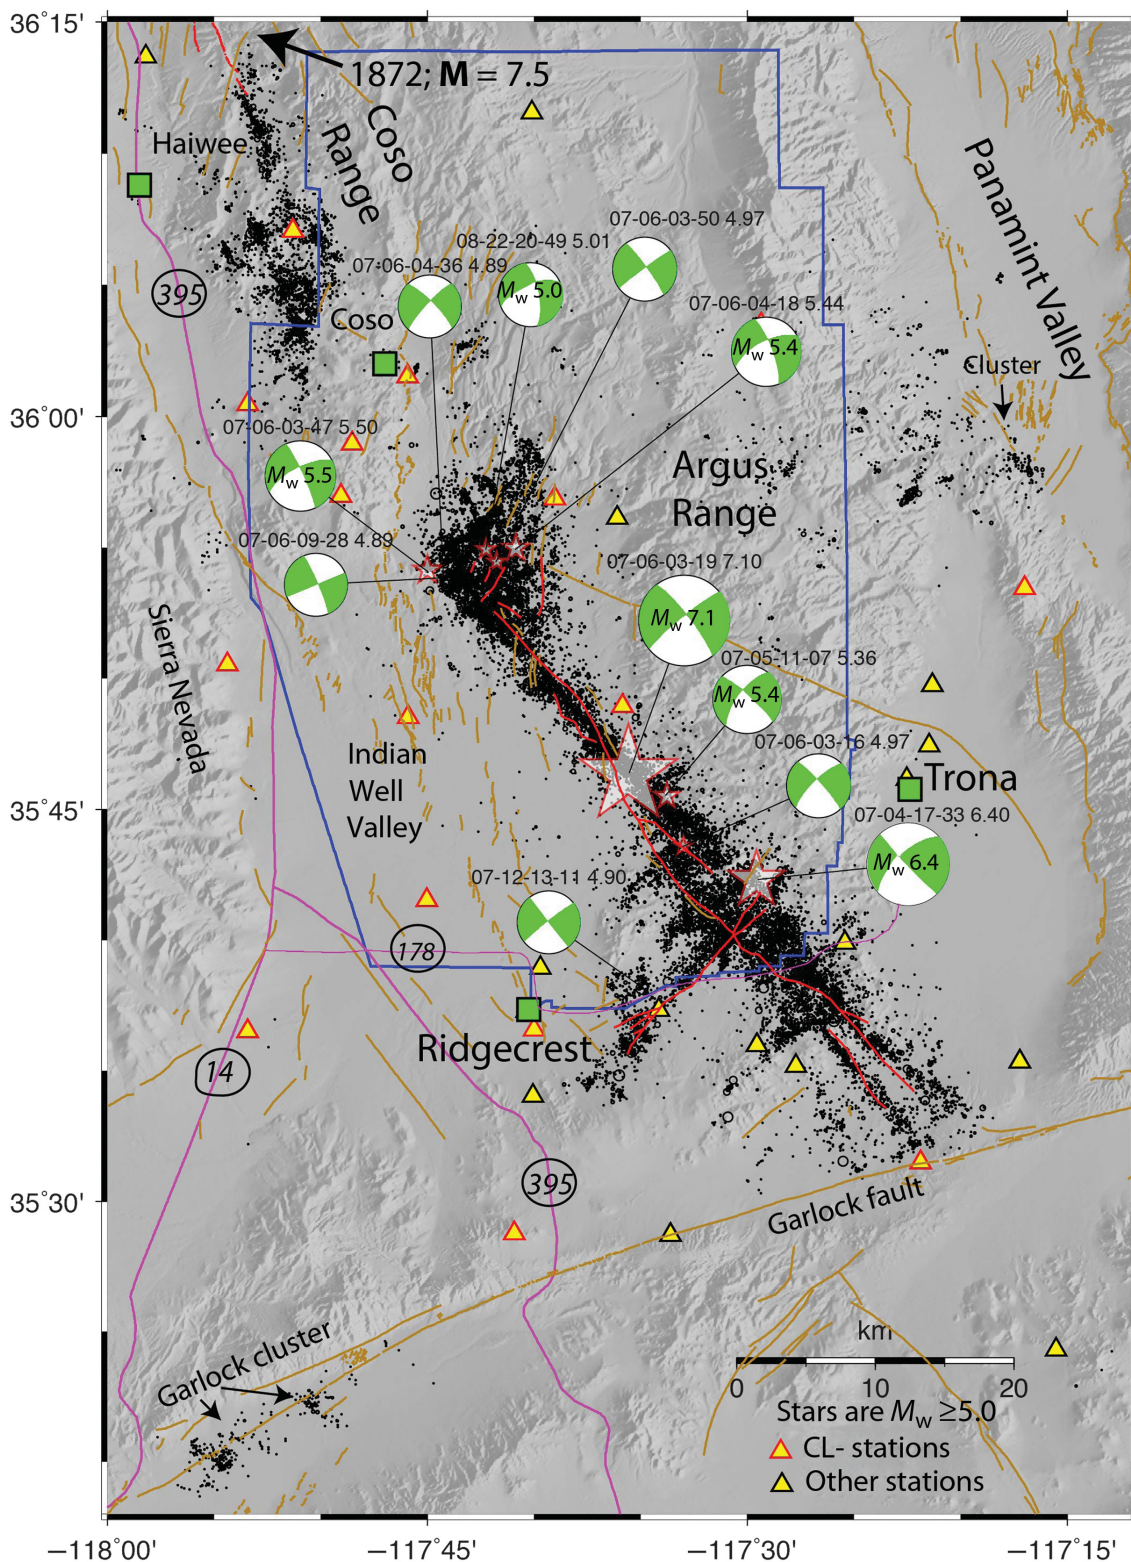 36°15'
1872; M = 7.5
Haiwee
Coso
Range
Panamint Valley
07-06-03-50 4.97
08-22-20-49 5.01
07-06-04-36 4.89
Mw 5.0
395
07-06-04-18 5.44
Coso
Mw 5.4
Cluster
36°00'
07-06-03-47 5.50
Argus
Range
Mw 5.5
07-06-09-28 4.89
07-06-03-19 7.10
Mw 7.1
Sierra Nevada
07-05-11-07 5.36
Mw 5.4
Indian
Well
Valley
07-06-03-16 4.97
Trona
35°45'
07-04-17-33 6.40
Mw 6.4
07-12-13-11 4.90
178
Ridgecrest
14
395
35°30'
Garlock fault
Garlock cluster
km
0 10 20
Stars are Mw ≥5.0
CL- stations
Other stations
−118°00' −117°45' −117°30' −117°15'